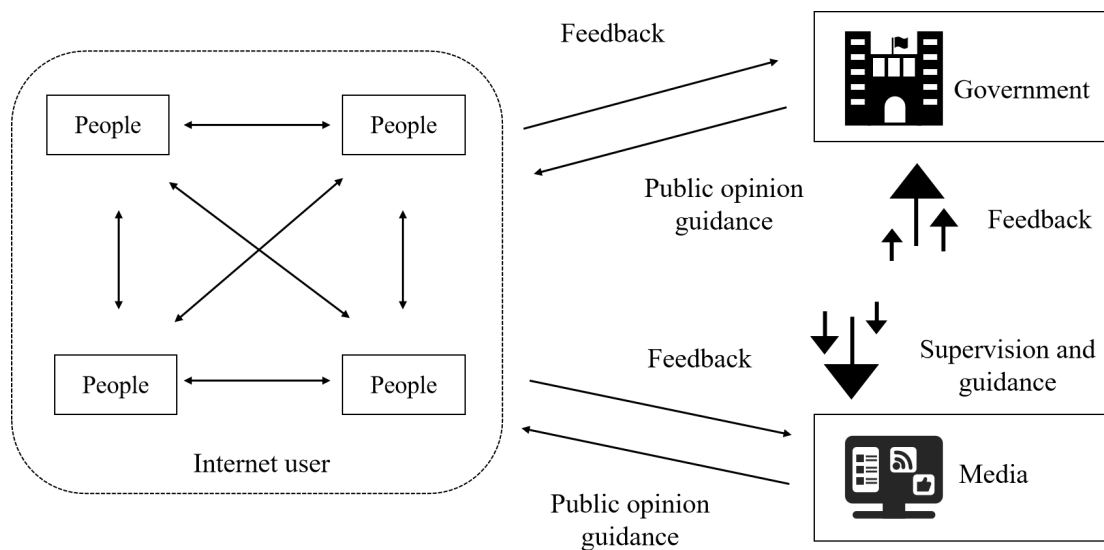 Feedback
Government
People
People
Public opinion
guidance
Feedback
Supervision and
guidance
Feedback
People
People
Internet user
Media
Public opinion
guidance